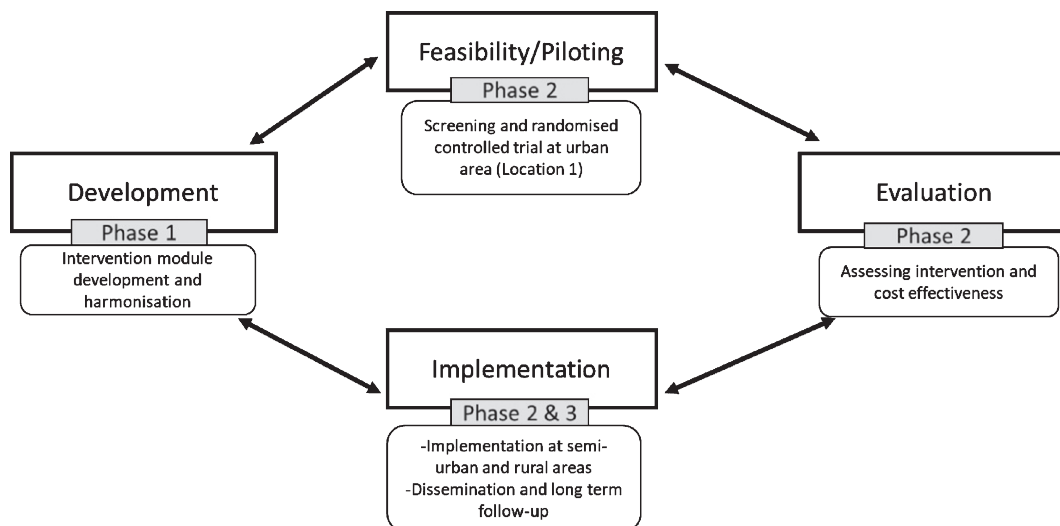 Feasibility/Piloting
Phase 2
Screening and randomised
controlled trial at urban
area (Location 1)
Development
Phase 1
Intervention module
development and
harmonisation
Evaluation
Phase 2
Assessing intervention and
cost effectiveness
Implementation
Phase 2 & 3
-Implementation at semi-
urban and rural areas
-Dissemination and long term
follow-up